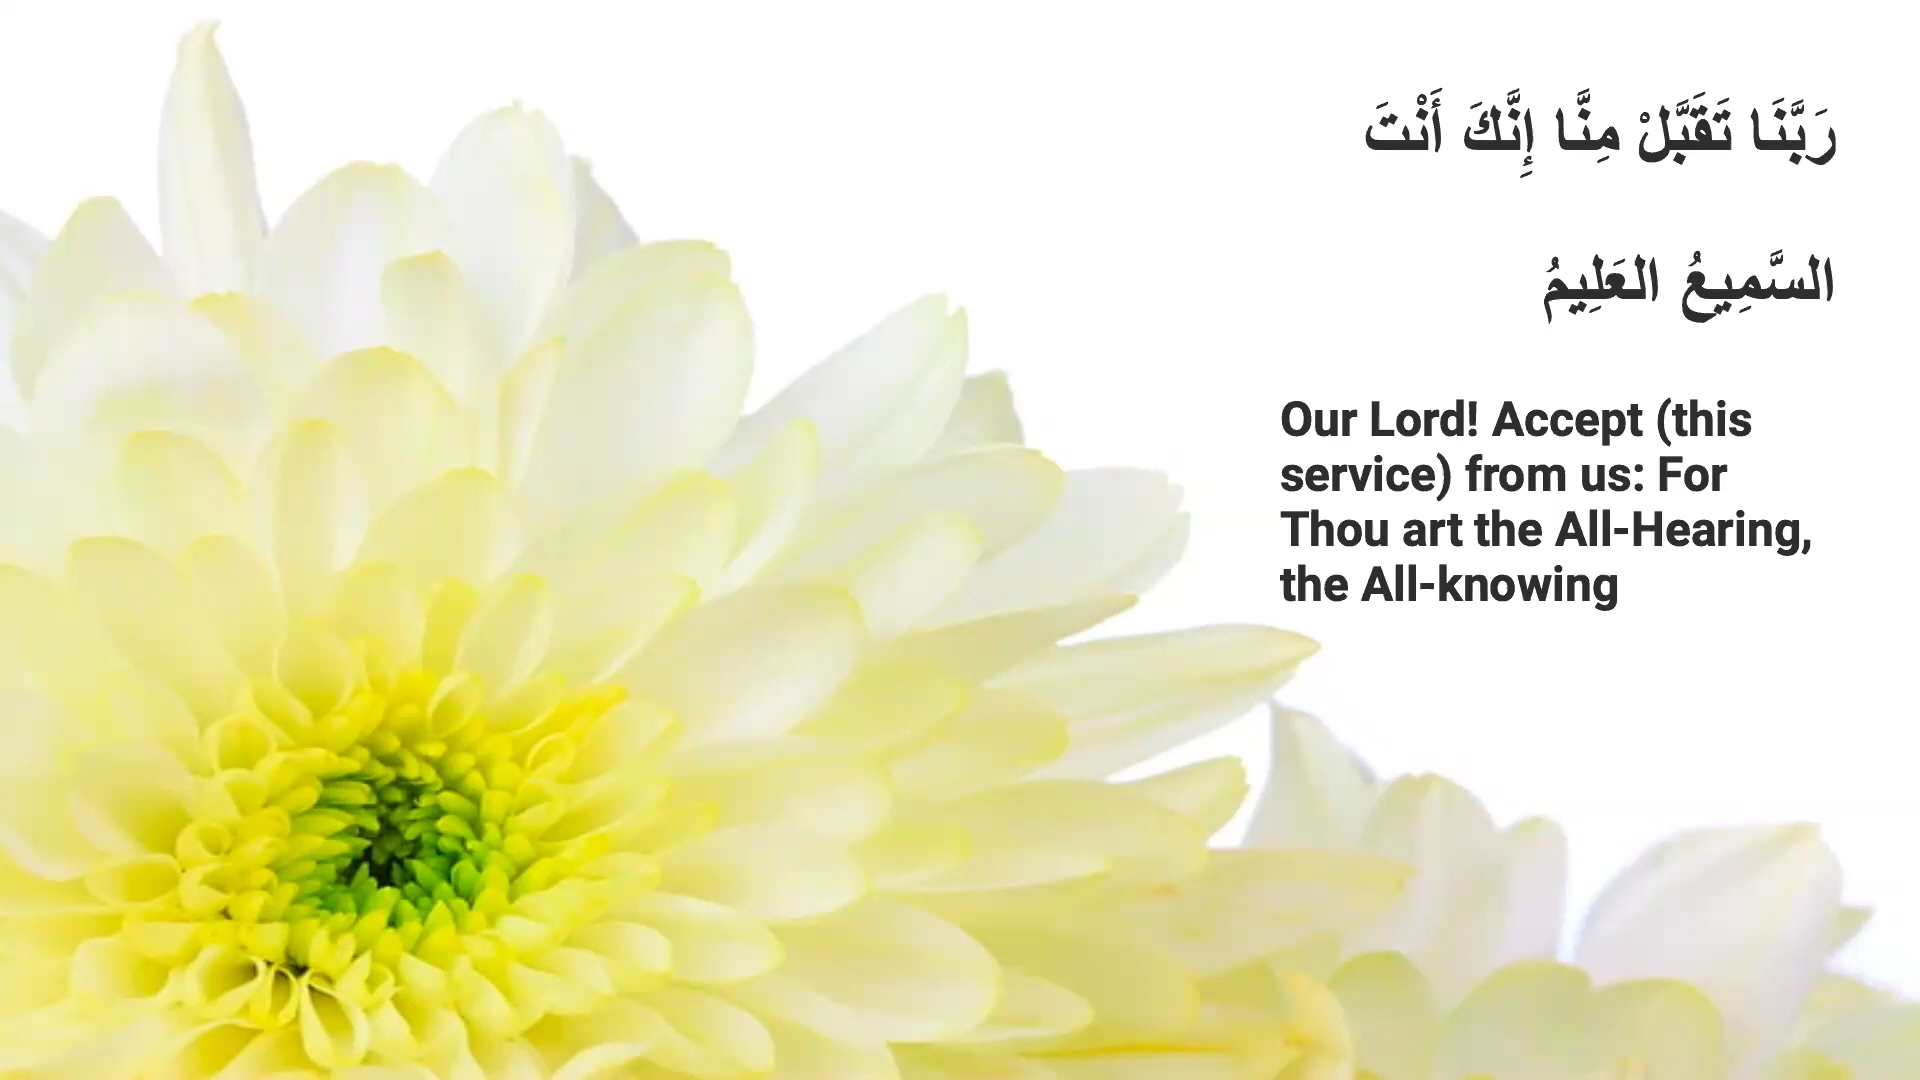 رَبَّنَا تَقَبَّلْ مِنَّا إِنَّكَ أَنْتَ
السَّمِيعُ العَلِيمُ
Our Lord! Accept (this
service) from us: For
Thou art the All-Hearing,
the All-knowing